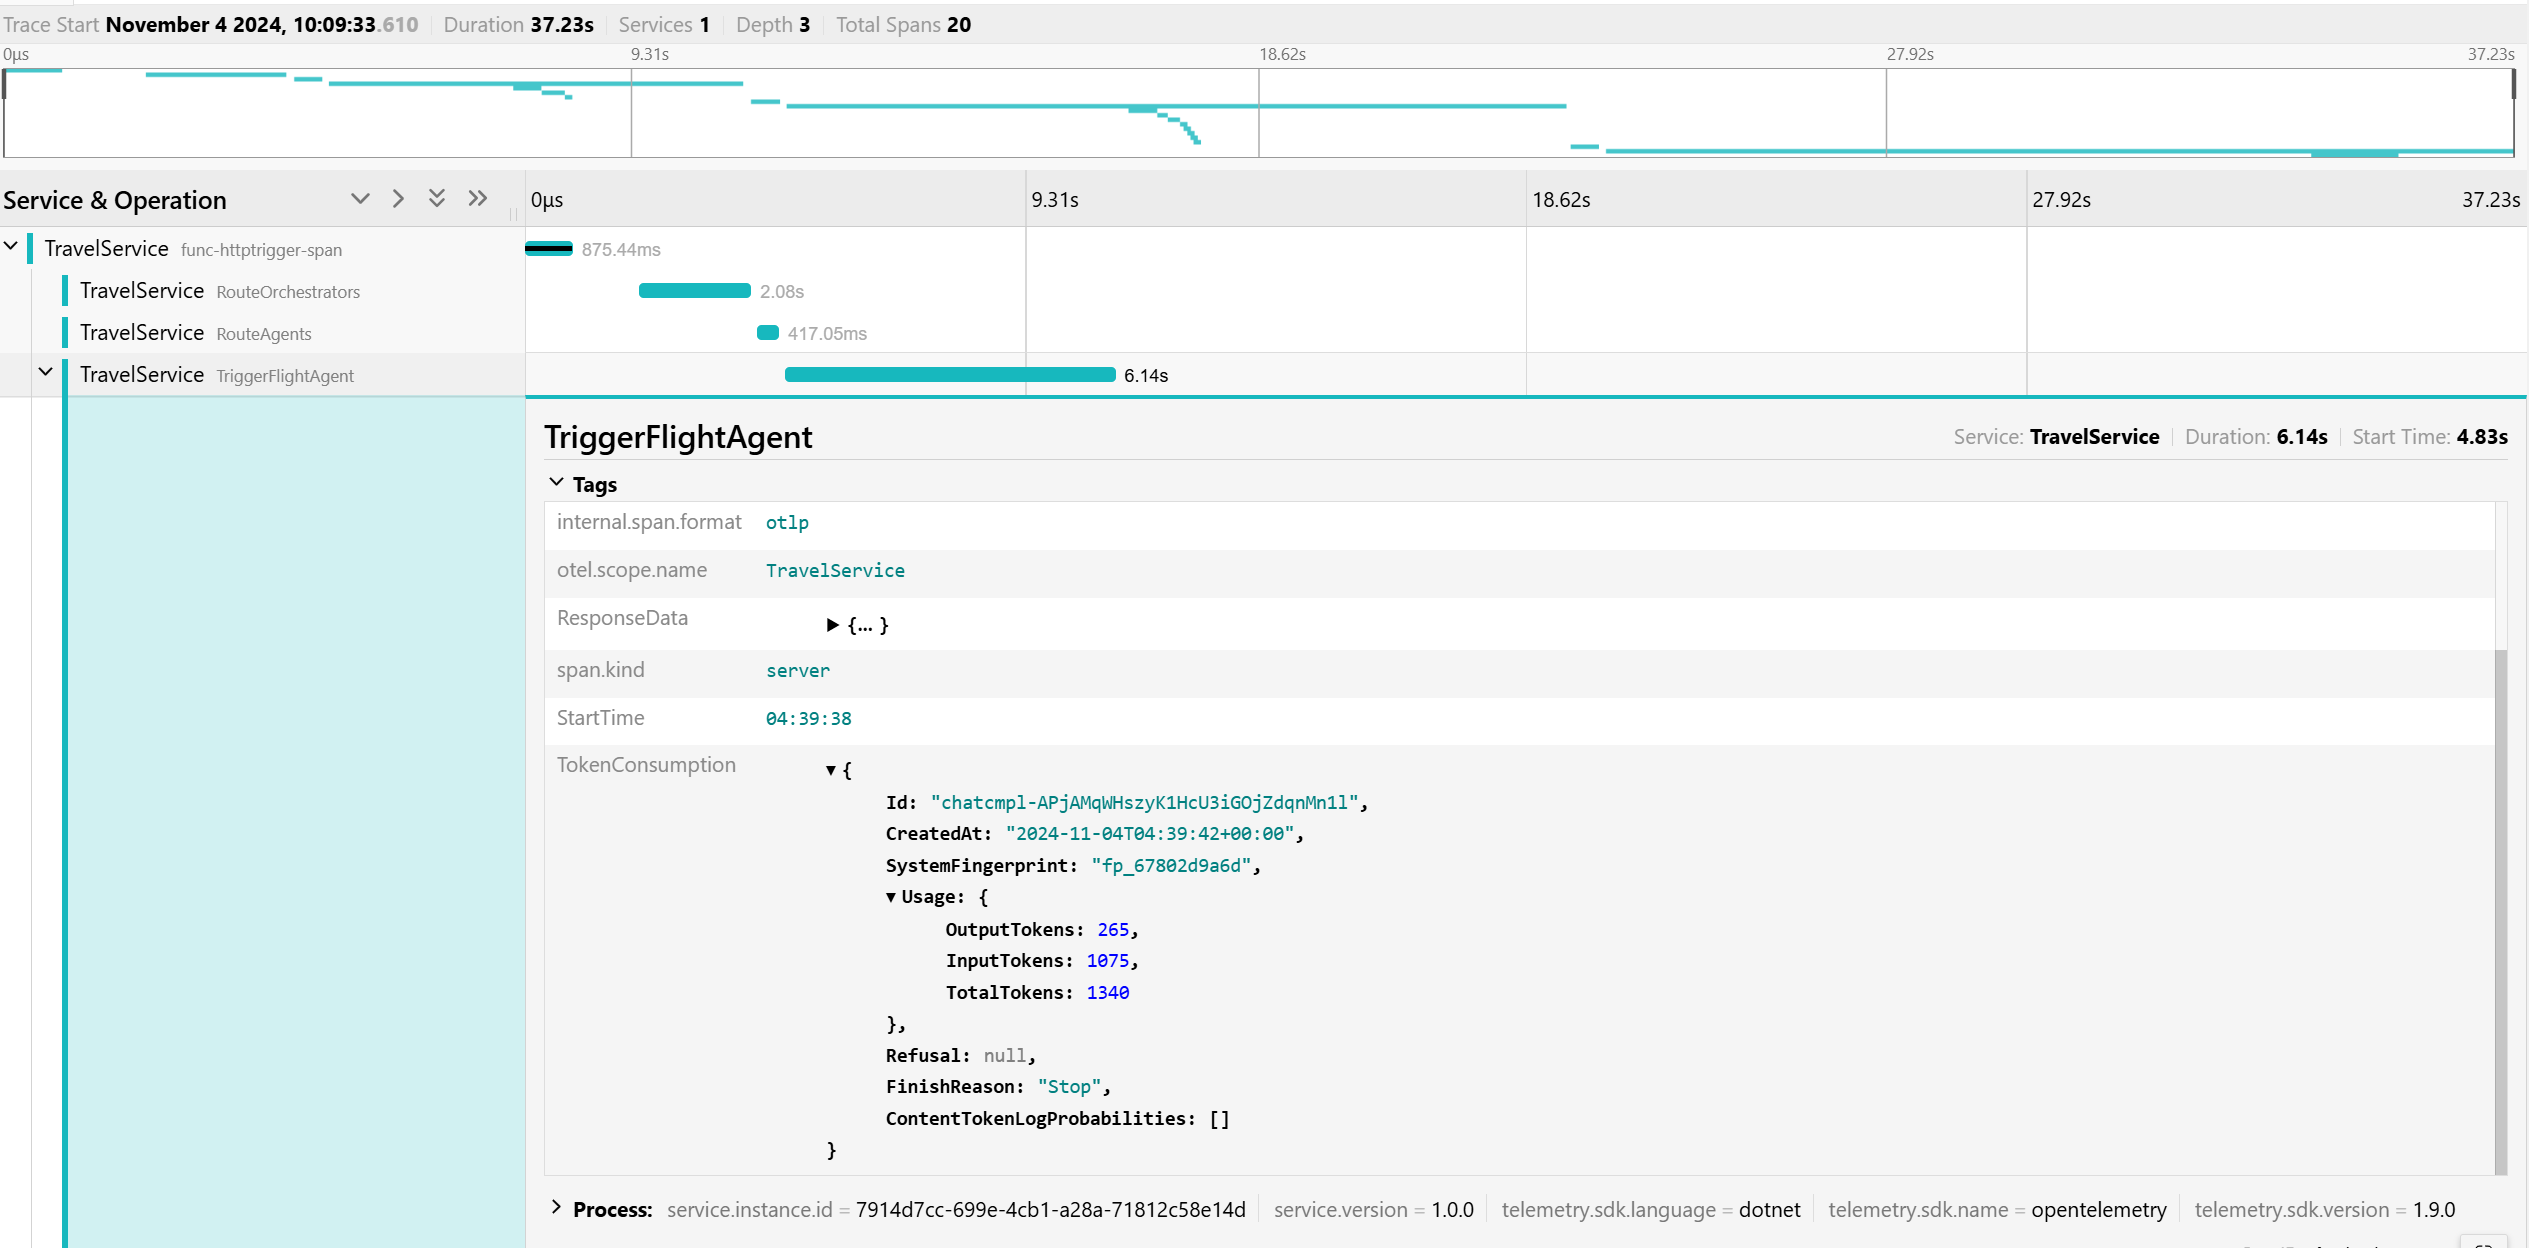 Trace Start November 4 2024, 10:09:33.610 Duration 37.23s Services 1 Depth 3 Total Spans 20
0μs 9.31s 18.62s 27.92s 37.23s
Service & Operation 0μs 9.31s 18.62s 27.92s 37.23s
TravelService func-httptrigger-span 875.44ms
TravelService RouteOrchestrators 2.08s
TravelService RouteAgents 417.05ms
TravelService TriggerFlightAgent 6.14s
TriggerFlightAgent Service: TravelService Duration: 6.14s Start Time: 4.83s
Tags
internal.span.format otlp
otel.scope.name TravelService
ResponseData {... }
span.kind server
StartTime 04:39:38
TokenConsumption {
Id: "chatcmpl-APjAMqWHszyK1HcU3iGOjZdqnMn1l",
CreatedAt: "2024-11-04T04:39:42+00:00",
SystemFingerprint: "fp_67802d9a6d",
Usage: {
OutputTokens: 265,
InputTokens: 1075,
TotalTokens: 1340
},
Refusal: null,
FinishReason: "Stop",
ContentTokenLogProbabilities: []
}
Process: service.instance.id = 7914d7cc-699e-4cb1-a28a-71812c58e14d service.version = 1.0.0 telemetry.sdk.language = dotnet telemetry.sdk.name = opentelemetry telemetry.sdk.version = 1.9.0